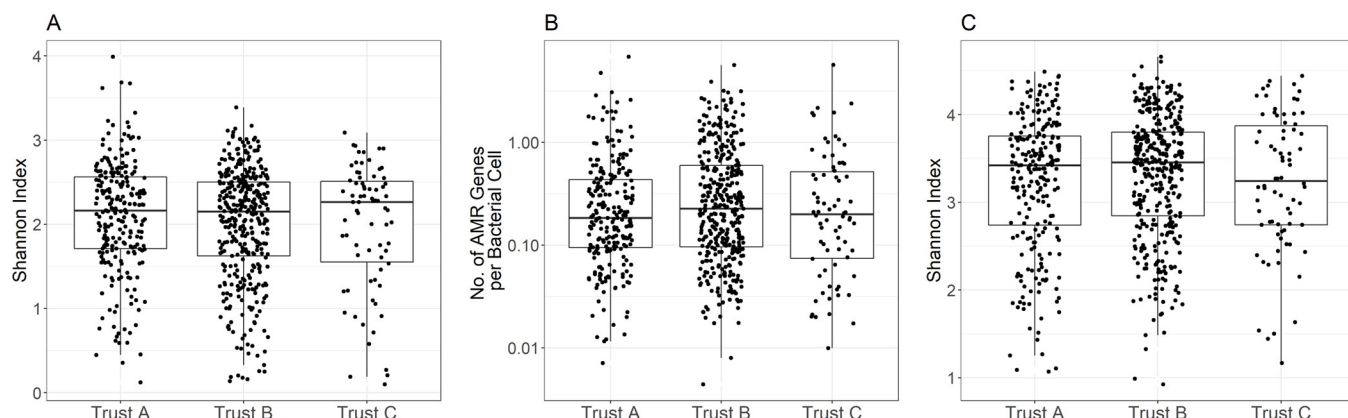 A
Shannon Index
4
3
2
1
0
Trust A Trust B Trust C
B
No. of AMR Genes
per Bacterial Cell
1.00
0.10
0.01
Trust A Trust B Trust C
C
Shannon Index
4
3
2
1
Trust A Trust B Trust C